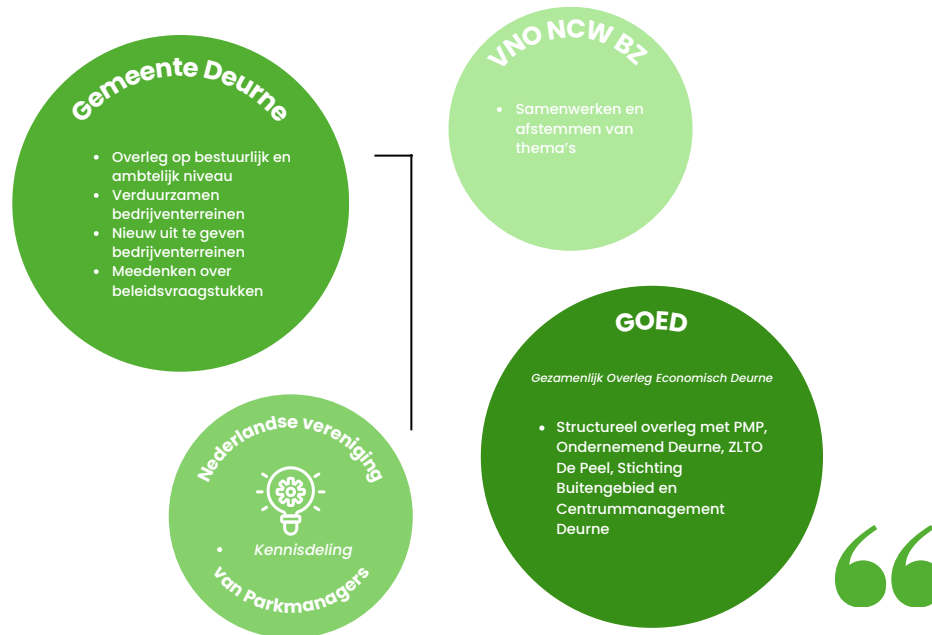 Gemeente Deurne
• Overleg op bestuurlijk en
ambtelijk niveau
• Verduurzamen
bedrijventerreinen
• Nieuw uit te geven
bedrijventerreinen
• Meedenken over
beleidsvraagstukken
VNO NCW BZ
• Samenwerken en
afstemmen van
thema's
GOED
Gezamenlijk Overleg Economisch Deurne
• Structureel overleg met PMP,
Ondernemend Deurne, ZLTO
De Peel, Stichting
Buitengebied en
Centrummanagement
Deurne
Nederlandse vereniging
• Kennisdeling
van Parkmanagers
“